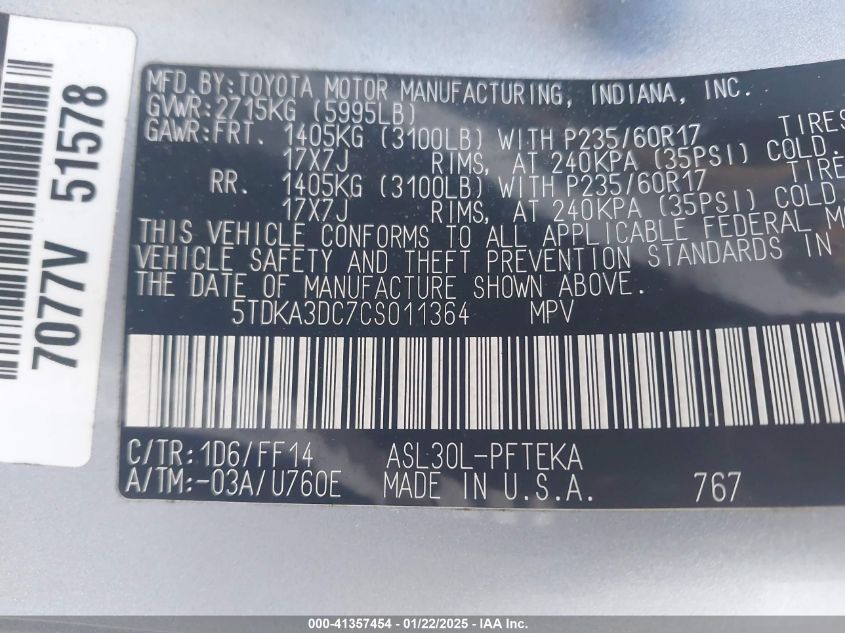 7077V 51578
MFD. BY: TOYOTA MOTOR MANUFACTURING, INDIANA, INC.
GVWR: 2715KG (5995LB)
GAWR: FRT. 1405KG (3100LB) WITH P235/60R17 TIRES
17X7J RIMS, AT 240KPA (35PSI) COLD.
RR. 1405KG (3100LB) WITH P235/60R17 TIRES
17X7J RIMS, AT 240KPA (35PSI) COLD
THIS VEHICLE CONFORMS TO ALL APPLICABLE FEDERAL M
VEHICLE SAFETY AND THEFT PREVENTION STANDARDS IN
THE DATE OF MANUFACTURE SHOWN ABOVE.
5TDKA3DC7CS011364 MPV
C/TR: 1D6/FF14 ASL30L-PFTEKA
A/TM: -03A/U760E MADE IN U.S.A. 767
000-41357454 - 01/22/2025 - IAA Inc.